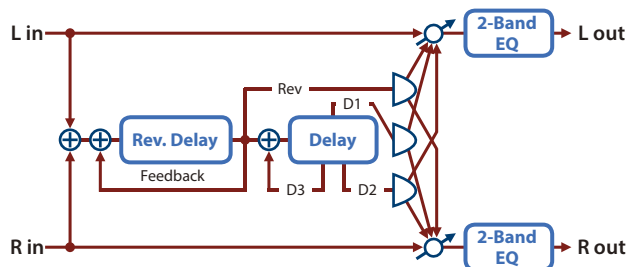 L in
2-Band
EQ
L out
Rev
D1
Rev. Delay
Delay
Feedback
D3
D2
R in
2-Band
EQ
R out